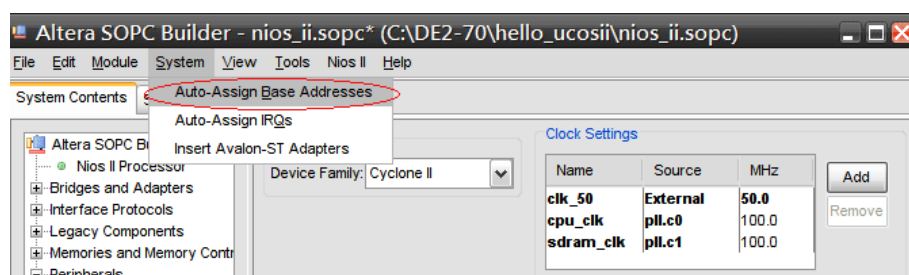 Altera SOPC Builder - nios_ii.sopc* (C:\DE2-70\hello_ucosii\nios_ii.sopc)
File Edit Module System View Tools Nios II Help
System Contents
Auto-Assign Base Addresses
Auto-Assign IRQs
Insert Avalon-ST Adapters
Altera SOPC
Nios II Processor
Bridges and Adapters
Interface Protocols
Legacy Components
Memories and Memory Contr
Peripherals
Device Family: Cyclone II
Clock Settings
Name Source MHz
clk_50 External 50.0
cpu_clk pll.c0 100.0
sdram_clk pll.c1 100.0
Add
Remove